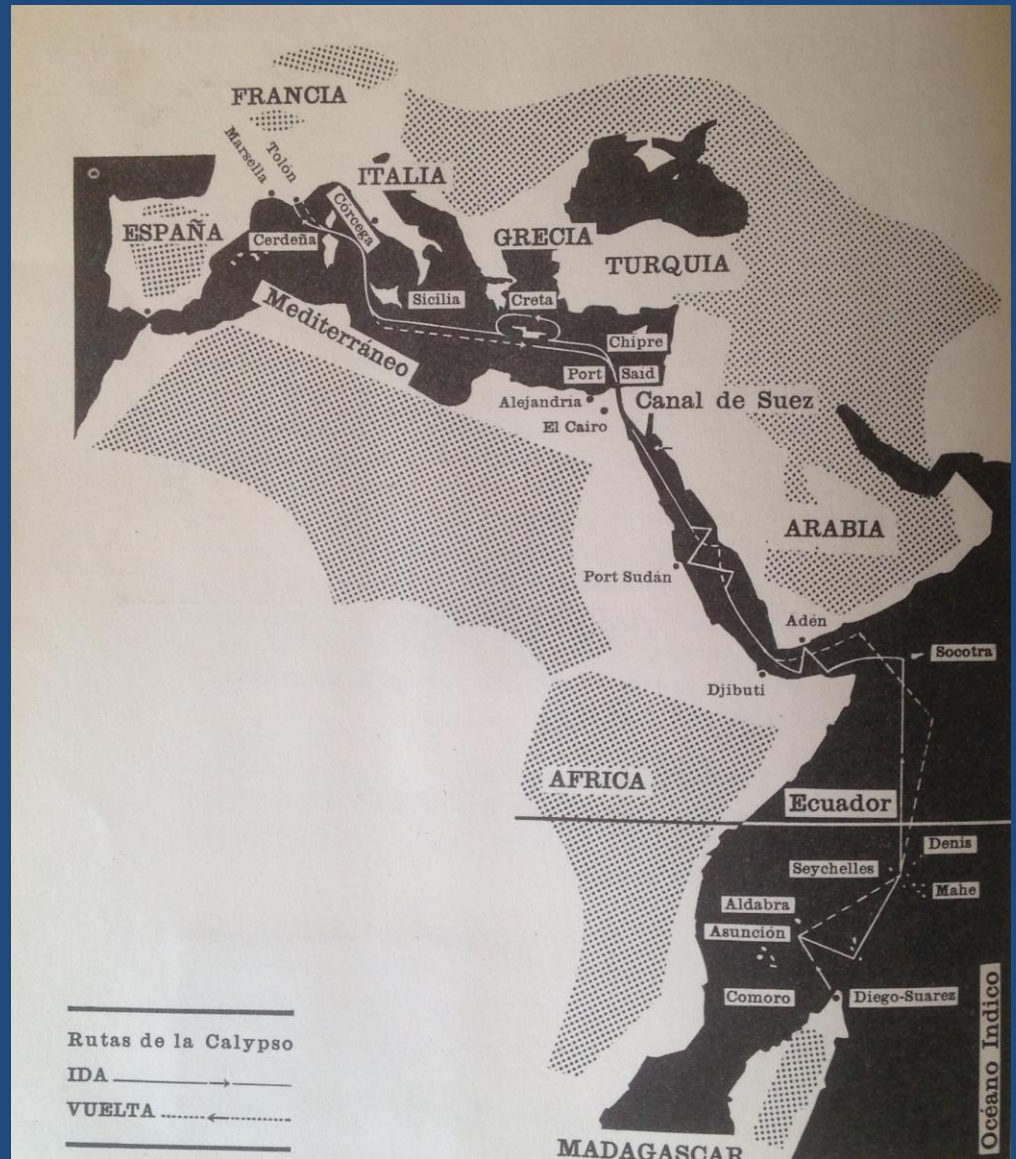 FRANCIA
Marsella
Tolón
ITALIA
Córcega
ESPAÑA
Cerdeña
GRECIA
TURQUIA
Mediterráneo
Sicilia
Creta
Chipre
Port Said
Alejandría
Canal de Suez
El Cairo
ARABIA
Port Sudán
Adén
Socotra
Djibuti
AFRICA
Ecuador
Denis
Seychelles
Mahe
Aldabra
Asunción
Comoro
Diego-Suarez
Océano Indico
Rutas de la Calypso
IDA
VUELTA
MADAGASCAR